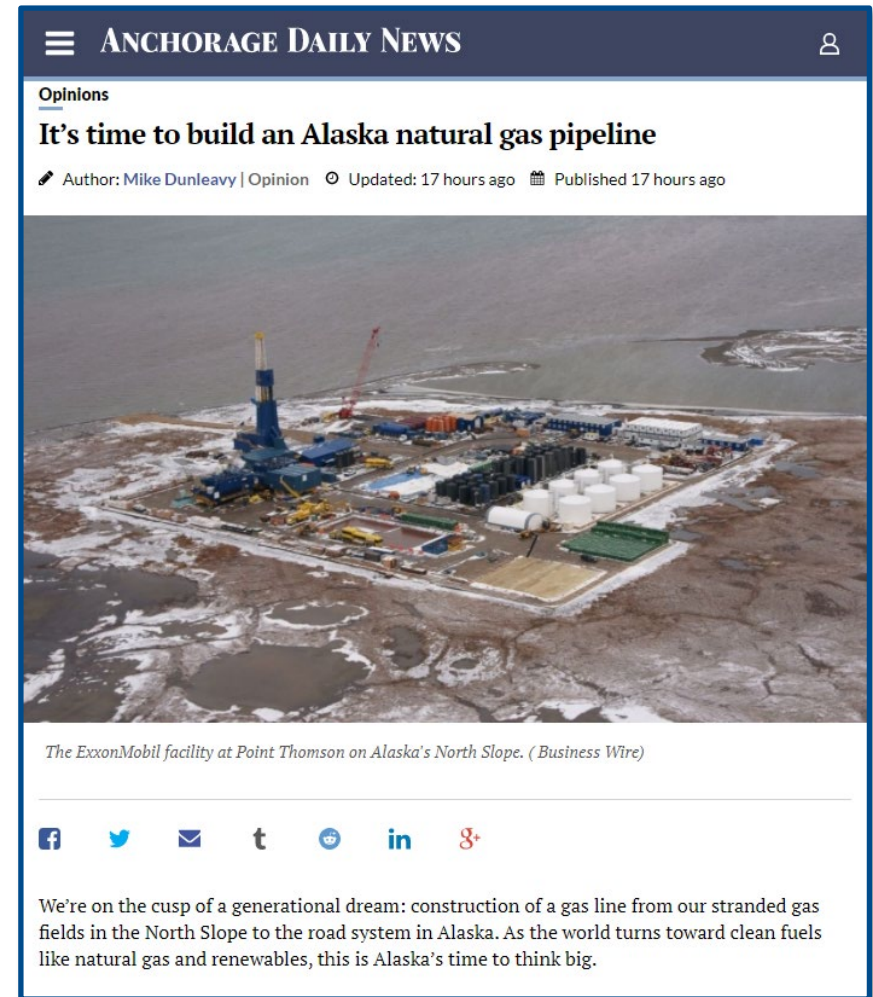 ANCHORAGE DAILY NEWS
Opinions
It's time to build an Alaska natural gas pipeline
Author: Mike Dunleavy | Opinion Updated: 17 hours ago Published 17 hours ago
The ExxonMobil facility at Point Thomson on Alaska's North Slope. ( Business Wire)
We're on the cusp of a generational dream: construction of a gas line from our stranded gas
fields in the North Slope to the road system in Alaska. As the world turns toward clean fuels
like natural gas and renewables, this is Alaska's time to think big.